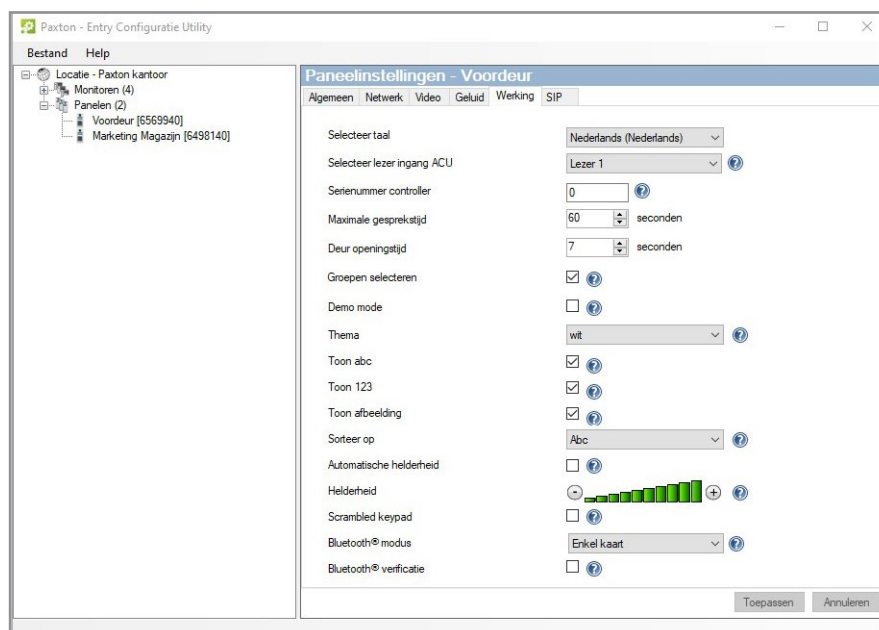 Paxton - Entry Configuratie Utility
Bestand Help
Locatie - Paxton kantoor
Monitoren (4)
Panelen (2)
Voordeur [6569940]
Marketing Magazijn [6498140]
Paneelinstellingen - Voordeur
Algemeen Netwerk Video Geluid Werking SIP
Selecteer taal Nederlands (Nederlands)
Selecteer lezer ingang ACU Lezer 1
Serienummer controller 0
Maximale gesprekstijd 60 seconden
Deur openingstijd 7 seconden
Groepen selecteren
Demo mode
Thema wit
Toon abc
Toon 123
Toon afbeelding
Sorteer op Abc
Automatische helderheid
Helderheid - +
Scrambled keypad
Bluetooth® modus Enkel kaart
Bluetooth® verificatie
Toepassen Annuleren